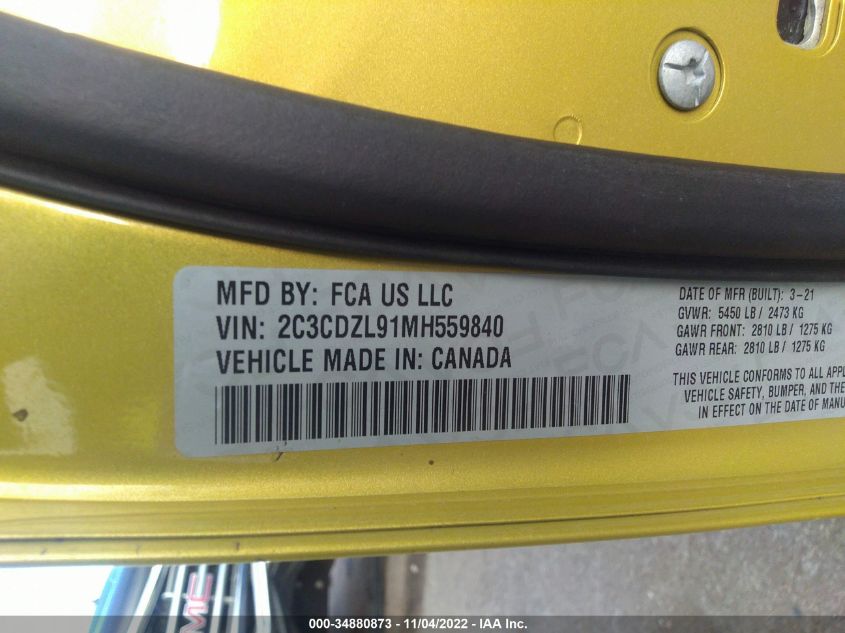 MFD BY: FCA US LLC
VIN: 2C3CDZL91MH559840
VEHICLE MADE IN: CANADA
DATE OF MFR (BUILT): 3-21
GVWR: 5450 LB / 2473 KG
GAWR FRONT: 2810 LB / 1275 KG
GAWR REAR: 2810 LB / 1275 KG
THIS VEHICLE CONFORMS TO ALL APPL
VEHICLE SAFETY, BUMPER, AND THE
IN EFFECT ON THE DATE OF MANU
000-34880873 - 11/04/2022 - IAA Inc.